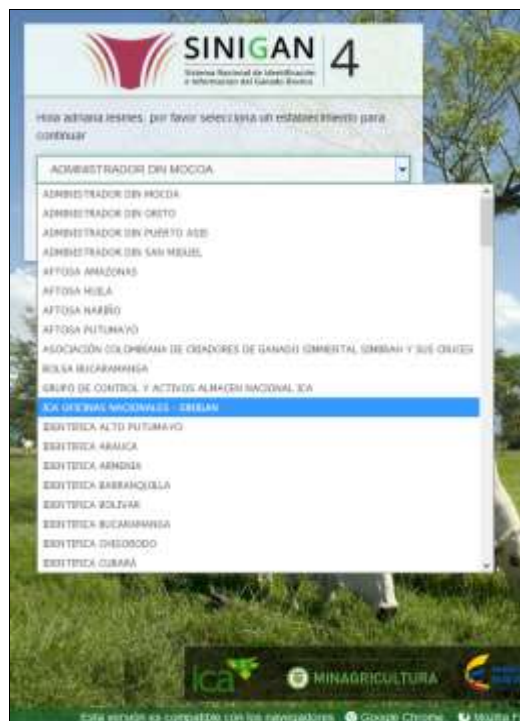 SINIGAN 4
Sistema Nacional de Identificación
e Información del Ganado Bovino
Hola adriana lesmes, por favor selecciona un establecimiento para
continuar
ADMINISTRADOR DIN MOCOA
ADMINISTRADOR DIN MOCOA
ADMINISTRADOR DIN ORITO
ADMINISTRADOR DIN PUERTO ASIS
ADMINISTRADOR DIN SAN MIGUEL
AFTOSA AMAZONAS
AFTOSA HUILA
AFTOSA NARIÑO
AFTOSA PUTUMAYO
ASOCIACIÓN COLOMBIANA DE CRIADORES DE GANADO SIMMENTAL SIMBRAH Y SUS CRUCES
BOLSA BUCARAMANGA
GRUPO DE CONTROL Y ACTIVOS ALMACEN NACIONAL ICA
ICA OFICINAS NACIONALES - SINIGAN
IDENTIFICA ALTO PUTUMAYO
IDENTIFICA ARAUCA
IDENTIFICA ARMENIA
IDENTIFICA BARRANQUILLA
IDENTIFICA BOLIVAR
IDENTIFICA BUCARAMANGA
IDENTIFICA CHIGORODO
IDENTIFICA CUBARÁ
ica
MINAGRICULTURA
Esta versión es compatible con los navegadores Google Chrome Mozilla